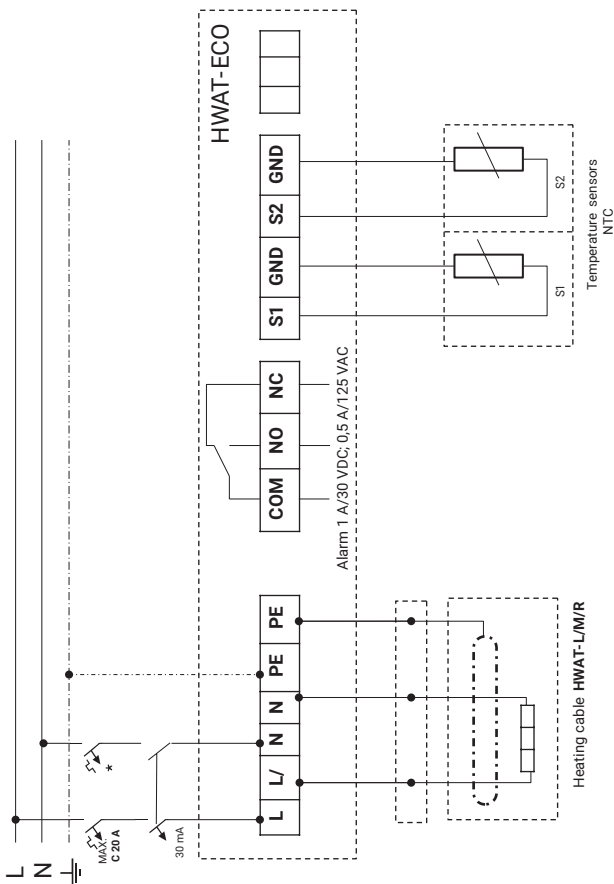 L
N
MAX.
C 20 A
*
30 mA
HWAT-ECO
L
L/
N
N
PE
PE
COM
NO
NC
S1
GND
S2
GND
Alarm 1 A/30 VDC; 0,5 A/125 VAC
Heating cable HWAT-L/M/R
S1
S2
Temperature sensors
NTC